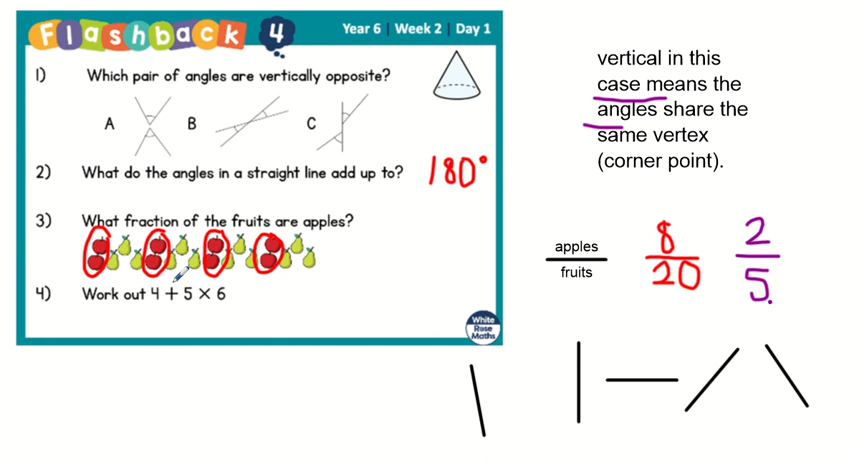 Flashback 4
Year 6 | Week 2 | Day 1
1) Which pair of angles are vertically opposite?
A B C
2) What do the angles in a straight line add up to? 180°
3) What fraction of the fruits are apples?
4) Work out 4 + 5 × 6
White
Rose
Maths
vertical in this
case means the
angles share the
same vertex
(corner point).
apples
fruits
8
20
2
5.